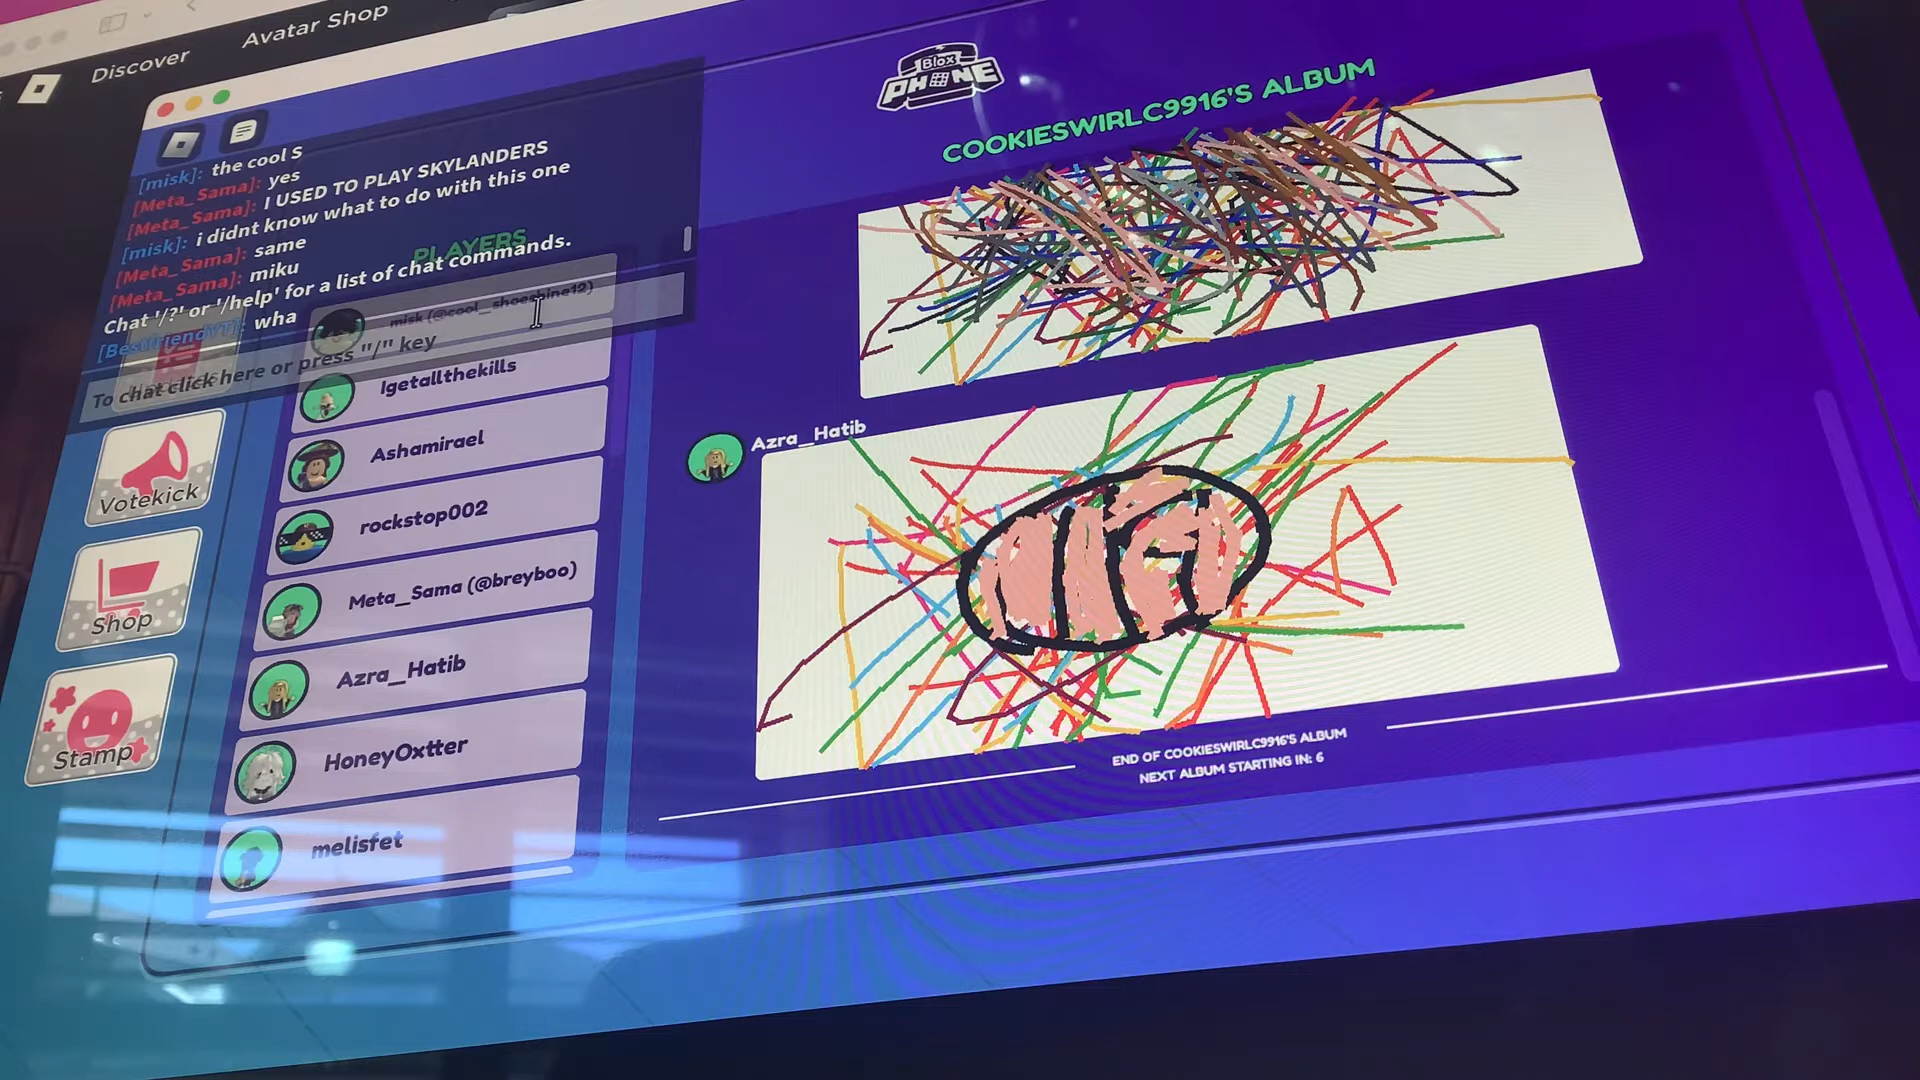 Discover
Avatar Shop
Blox
PHONE
COOKIESWIRLC9916'S ALBUM
[misk]: the cool S
[Meta_Sama]: yes
[Meta_Sama]: I USED TO PLAY SKYLANDERS
[misk]: i didnt know what to do with this one
[Meta_Sama]: same
[Meta_Sama]: miku
Chat '/?' or '/help' for a list of chat commands.
[BestfriendYT]: wha
To chat click here or press "/" key
PLAYERS
misk (@cool_shoeshine12)
Igetallthekills
Ashamirael
rockstop002
Meta_Sama (@breyboo)
Azra_Hatib
HoneyOxtter
melisfet
Votekick
Shop
Stamp
Azra_Hatib
END OF COOKIESWIRLC9916'S ALBUM
NEXT ALBUM STARTING IN: 6